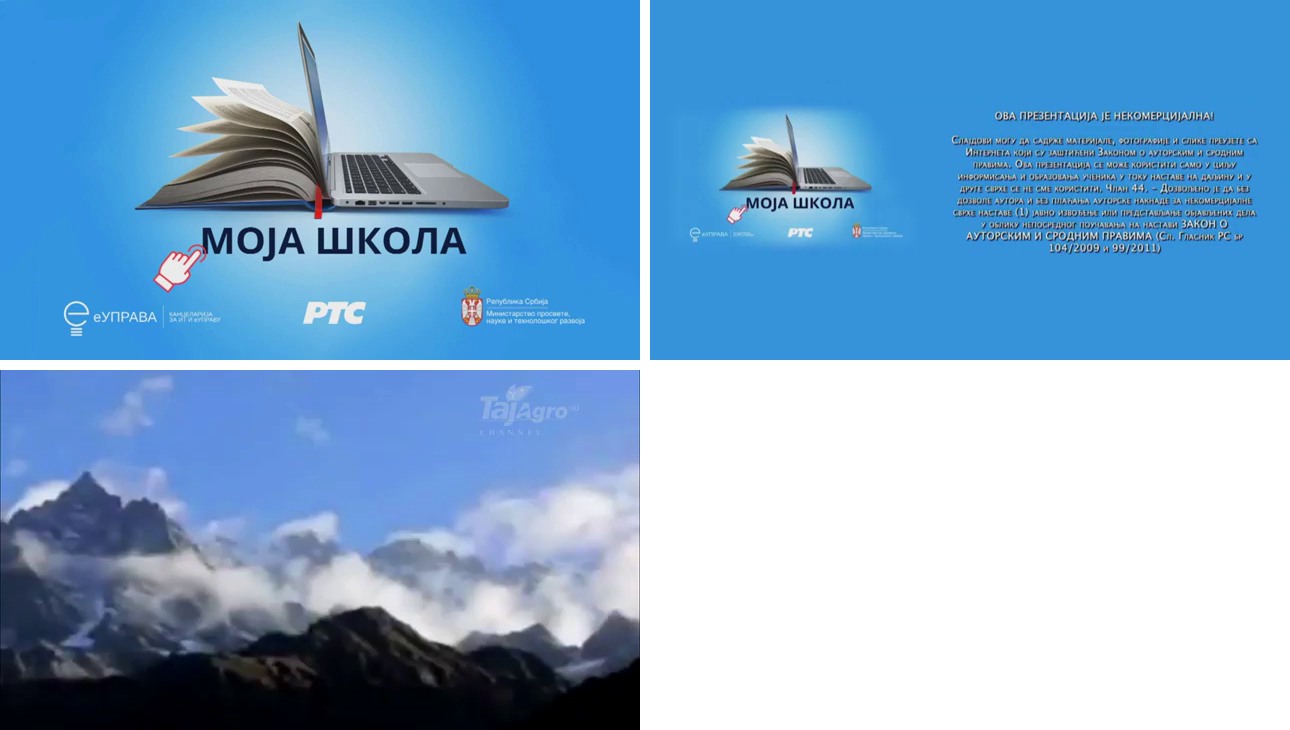 МОЈА ШКОЛА
еУПРАВА
КАНЦЕЛАРИЈА
ЗА ИТ И еУПРАВУ
РТС
Република Србија
Министарство просвете,
науке и технолошког развоја
МОЈА ШКОЛА
еУПРАВА
РТС
ОВА ПРЕЗЕНТАЦИЈА ЈЕ НЕКОМЕРЦИЈАЛНА!
Слајдови могу да садрже материјале, фотографије и слике преузете са
Интернета који су заштићени Законом о ауторским и сродним
правима. Ова презентација се може користити само у циљу
информисања и образовања ученика у току наставе на даљину и у
друге сврхе се не сме користити. Члан 44. - Дозвољено је да без
дозволе аутора и без плаћања ауторске накнаде за некомерцијалне
сврхе наставе (1) јавно извођење или представљање објављених дела
у облику непосредног поучавања на настави ЗАКОН О
АУТОРСКИМ И СРОДНИМ ПРАВИМА (Сл. Гласник РС бр
104/2009 и 99/2011)
TajAgro
CHANNEL